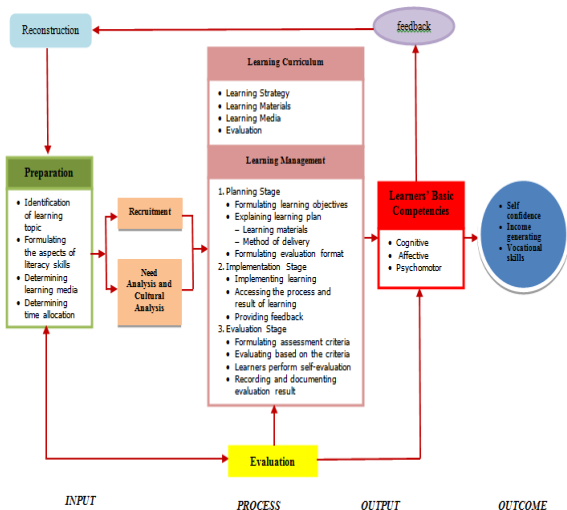 Reconstruction
feedback
Learning Curriculum
• Learning Strategy
• Learning Materials
• Learning Media
• Evaluation
Preparation
• Identification
of learning
topic
• Formulating
the aspects of
literacy skills
• Determining
learning media
• Determining
time allocation
Recruitment
Need
Analysis and
Cultural
Analysis
Learning Management
1. Planning Stage
• Formulating learning objectives
• Explaining learning plan
– Learning materials
– Method of delivery
• Formulating evaluation format
2. Implementation Stage
• Implementing learning
• Accessing the process and
result of learning
• Providing feedback
3. Evaluation Stage
• Formulating assessment criteria
• Evaluating based on the criteria
• Learners perform self-evaluation
• Recording and documenting
evaluation result
Learners' Basic
Competencies
• Cognitive
• Affective
• Psychomotor
• Self
confidence
• Income
generating
• Vocational
skills
Evaluation
INPUT
PROCESS
OUTPUT
OUTCOME